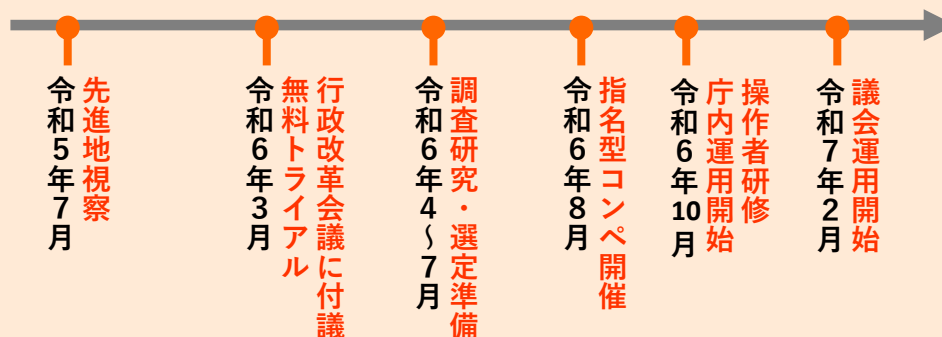 先進地視察
令和5年7月
行政改革会議に付議
無料トライアル
令和6年3月
調査研究・選定準備
令和6年4～7月
指名型コンペ開催
令和6年8月
操作者研修
庁内運用開始
令和6年10月
議会運用開始
令和7年2月